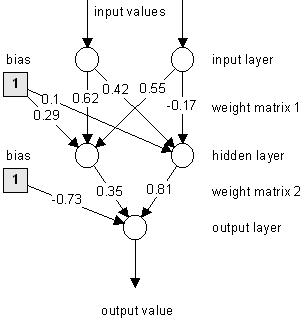 input values
bias
input layer
1
0.1
0.42
0.55
0.62
-0.17
weight matrix 1
0.29
bias
hidden layer
1
-0.73
0.35
0.81
weight matrix 2
output layer
output value